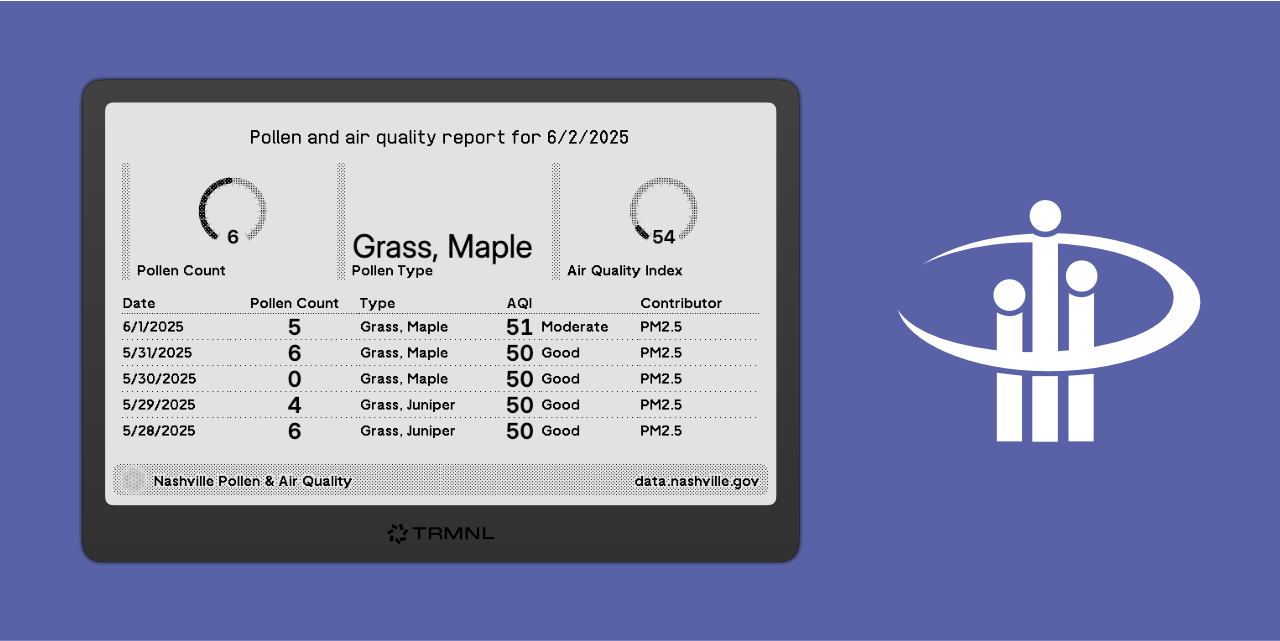 Pollen and air quality report for 6/2/2025
6 Grass, Maple 54
Pollen Count Pollen Type Air Quality Index
Date Pollen Count Type AQI Contributor
6/1/2025 5 Grass, Maple 51 Moderate PM2.5
5/31/2025 6 Grass, Maple 50 Good PM2.5
5/30/2025 0 Grass, Maple 50 Good PM2.5
5/29/2025 4 Grass, Juniper 50 Good PM2.5
5/28/2025 6 Grass, Juniper 50 Good PM2.5
Nashville Pollen & Air Quality data.nashville.gov
TRMNL